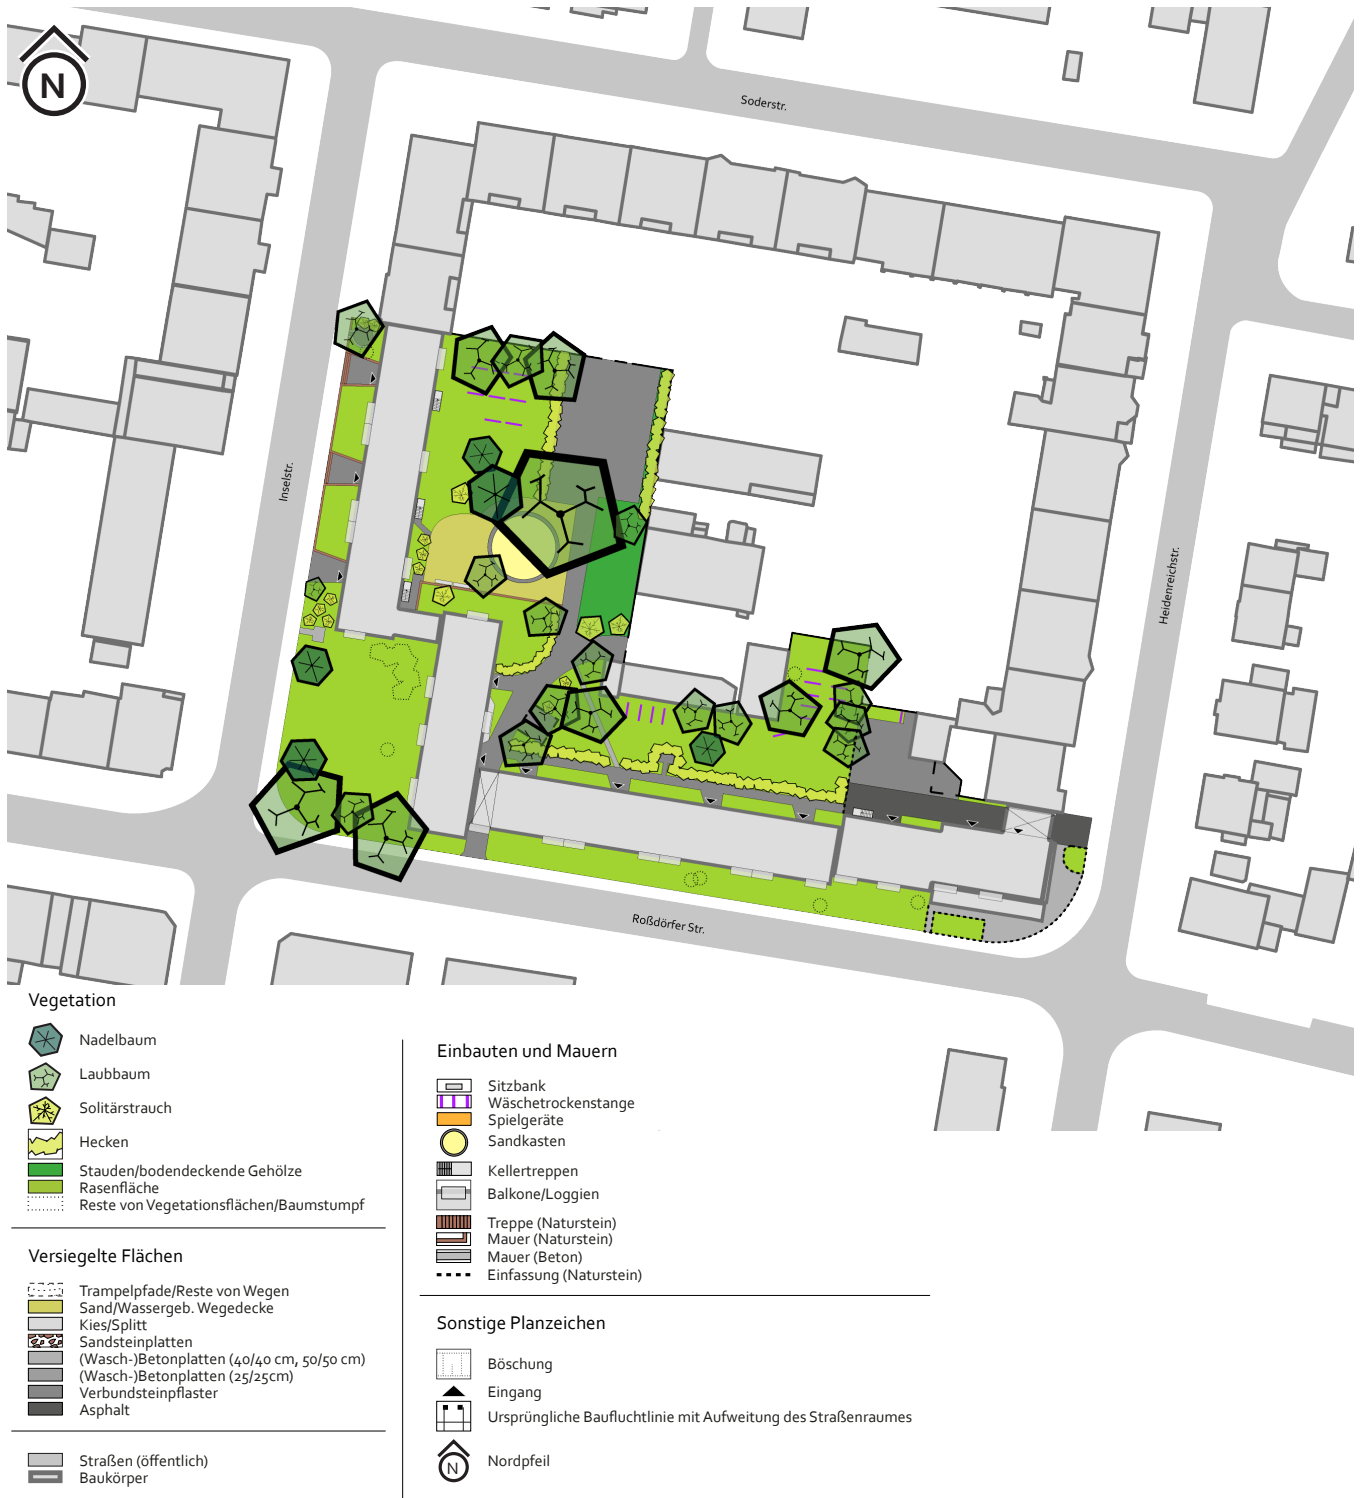 N
Soderstr.
Inselstr.
Heidenreichstr.
Roßdörfer Str.
Vegetation
Nadelbaum
Laubbaum
Solitärstrauch
Hecken
Stauden/bodendeckende Gehölze
Rasenfläche
Reste von Vegetationsflächen/Baumstumpf
Versiegelte Flächen
Trampelpfade/Reste von Wegen
Sand/Wassergeb. Wegedecke
Kies/Splitt
Sandsteinplatten
(Wasch-)Betonplatten (40/40 cm, 50/50 cm)
(Wasch-)Betonplatten (25/25cm)
Verbundsteinpflaster
Asphalt
Straßen (öffentlich)
Baukörper
Einbauten und Mauern
Sitzbank
Wäschetrockenstange
Spielgeräte
Sandkasten
Kellertreppen
Balkone/Loggien
Treppe (Naturstein)
Mauer (Naturstein)
Mauer (Beton)
Einfassung (Naturstein)
Sonstige Planzeichen
Böschung
Eingang
Ursprüngliche Baufluchtlinie mit Aufweitung des Straßenraumes
N
Nordpfeil